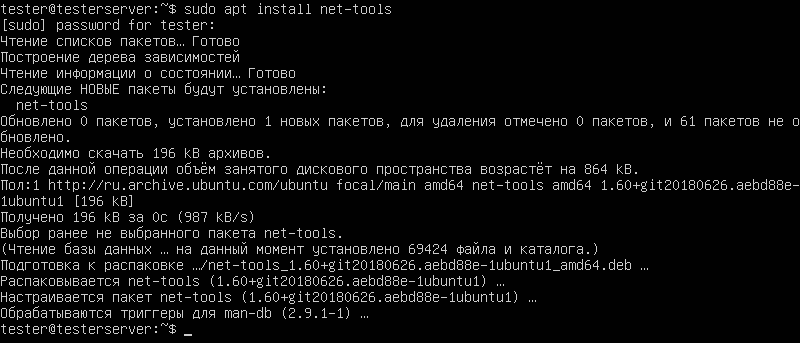 tester@testerserver:~$ sudo apt install net-tools
[sudo] password for tester:
Чтение списков пакетов… Готово
Построение дерева зависимостей
Чтение информации о состоянии… Готово
Следующие НОВЫЕ пакеты будут установлены:
  net-tools
Обновлено 0 пакетов, установлено 1 новых пакетов, для удаления отмечено 0 пакетов, и 61 пакетов не о
бновлено.
Необходимо скачать 196 kB архивов.
После данной операции объём занятого дискового пространства возрастёт на 864 kB.
Пол:1 http://ru.archive.ubuntu.com/ubuntu focal/main amd64 net-tools amd64 1.60+git20180626.aebd88e-
1ubuntu1 [196 kB]
Получено 196 kB за 0с (987 kB/s)
Выбор ранее не выбранного пакета net-tools.
(Чтение базы данных … на данный момент установлено 69424 файла и каталога.)
Подготовка к распаковке …/net-tools_1.60+git20180626.aebd88e-1ubuntu1_amd64.deb …
Распаковывается net-tools (1.60+git20180626.aebd88e-1ubuntu1) …
Настраивается пакет net-tools (1.60+git20180626.aebd88e-1ubuntu1) …
Обрабатываются триггеры для man-db (2.9.1-1) …
tester@testerserver:~$ _